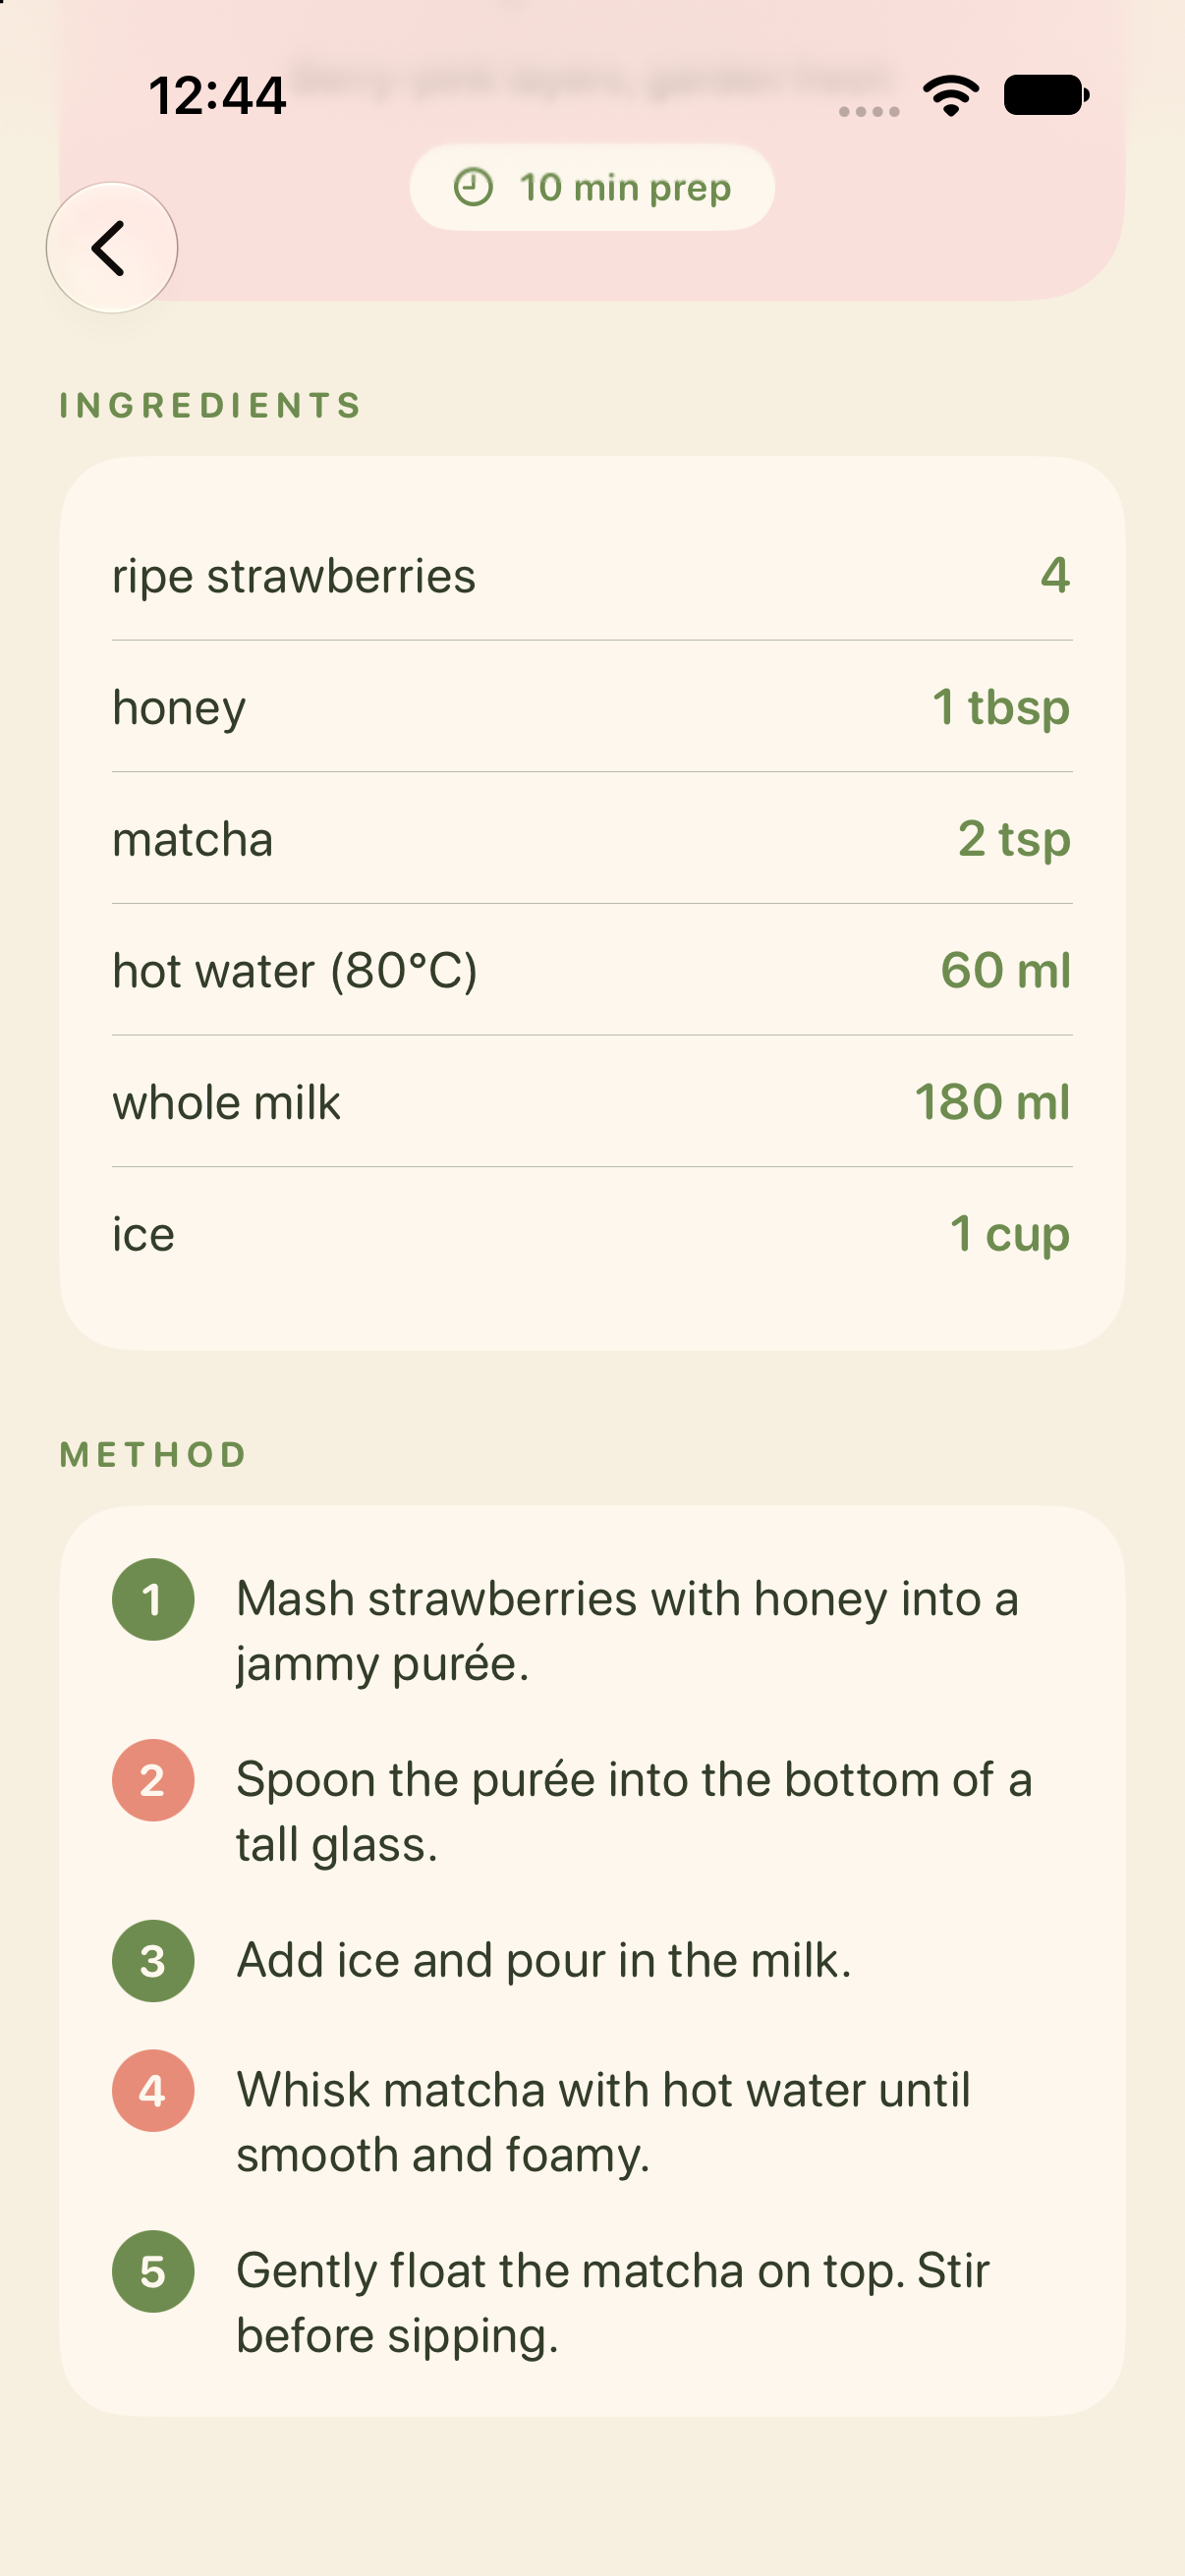 12:44
10 min prep
INGREDIENTS
ripe strawberries 4
honey 1 tbsp
matcha 2 tsp
hot water (80°C) 60 ml
whole milk 180 ml
ice 1 cup
METHOD
1 Mash strawberries with honey into a
jammy purée.
2 Spoon the purée into the bottom of a
tall glass.
3 Add ice and pour in the milk.
4 Whisk matcha with hot water until
smooth and foamy.
5 Gently float the matcha on top. Stir
before sipping.